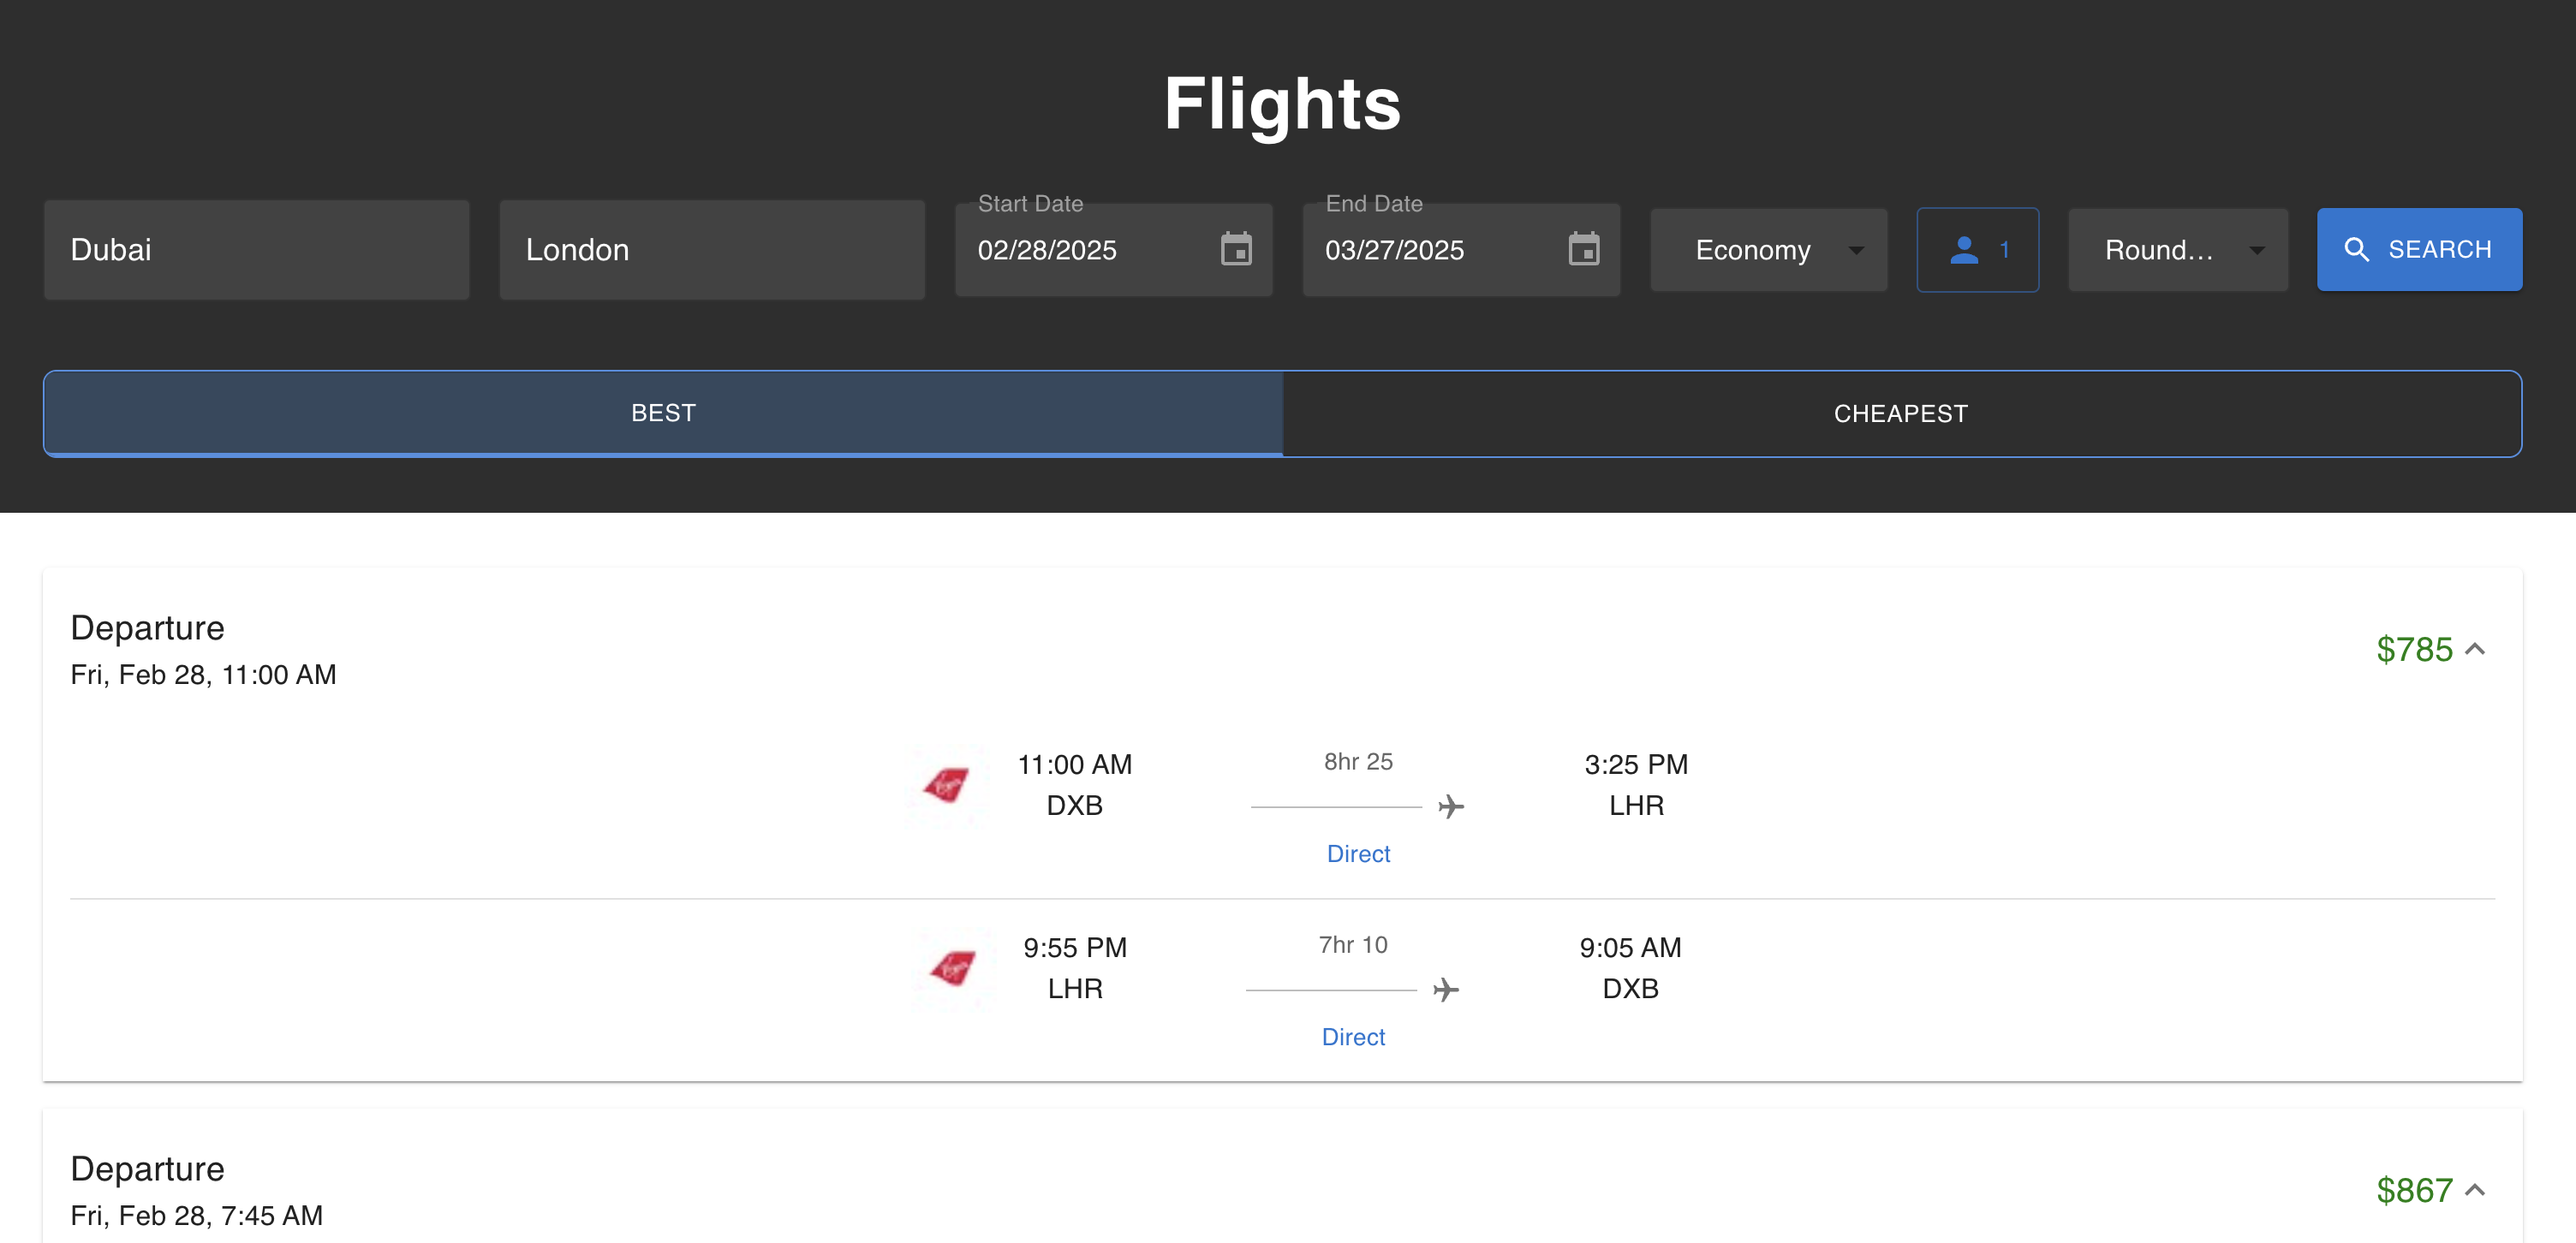 Flights
Dubai
London
Start Date
02/28/2025
End Date
03/27/2025
Economy
1
Round...
SEARCH
BEST
CHEAPEST
Departure
Fri, Feb 28, 11:00 AM
$785
11:00 AM
DXB
8hr 25
Direct
3:25 PM
LHR
9:55 PM
LHR
7hr 10
Direct
9:05 AM
DXB
Departure
Fri, Feb 28, 7:45 AM
$867